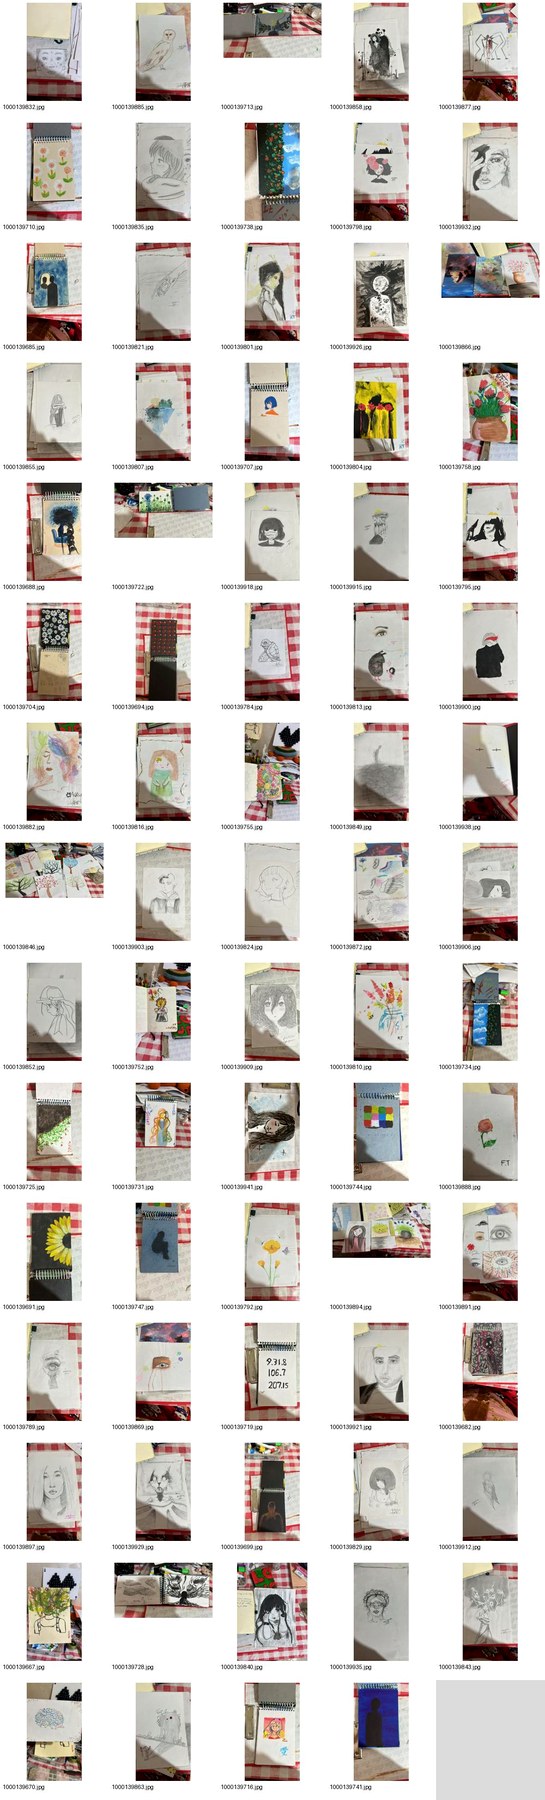 1000139832.jpg 1000139885.jpg 1000139713.jpg 1000139858.jpg 1000139877.jpg
1000139710.jpg 1000139835.jpg 1000139738.jpg 1000139798.jpg 1000139932.jpg
1000139685.jpg 1000139821.jpg 1000139801.jpg 1000139926.jpg 1000139866.jpg
1000139855.jpg 1000139807.jpg 1000139707.jpg 1000139804.jpg 1000139758.jpg
1000139688.jpg 1000139722.jpg 1000139918.jpg 1000139915.jpg 1000139795.jpg
1000139704.jpg 1000139694.jpg 1000139784.jpg 1000139813.jpg 1000139900.jpg
1000139882.jpg 1000139816.jpg 1000139755.jpg 1000139849.jpg 1000139938.jpg
1000139846.jpg 1000139903.jpg 1000139824.jpg 1000139872.jpg 1000139906.jpg
1000139852.jpg 1000139752.jpg 1000139909.jpg 1000139810.jpg 1000139734.jpg
F.T
1000139725.jpg 1000139731.jpg 1000139941.jpg 1000139744.jpg 1000139888.jpg
1000139691.jpg 1000139747.jpg 1000139792.jpg 1000139894.jpg 1000139891.jpg
9.31.8
106.7
207.15
1000139789.jpg 1000139869.jpg 1000139719.jpg 1000139921.jpg 1000139682.jpg
1000139897.jpg 1000139929.jpg 1000139699.jpg 1000139829.jpg 1000139912.jpg
1000139667.jpg 1000139728.jpg 1000139840.jpg 1000139935.jpg 1000139843.jpg
1000139670.jpg 1000139863.jpg 1000139716.jpg 1000139741.jpg